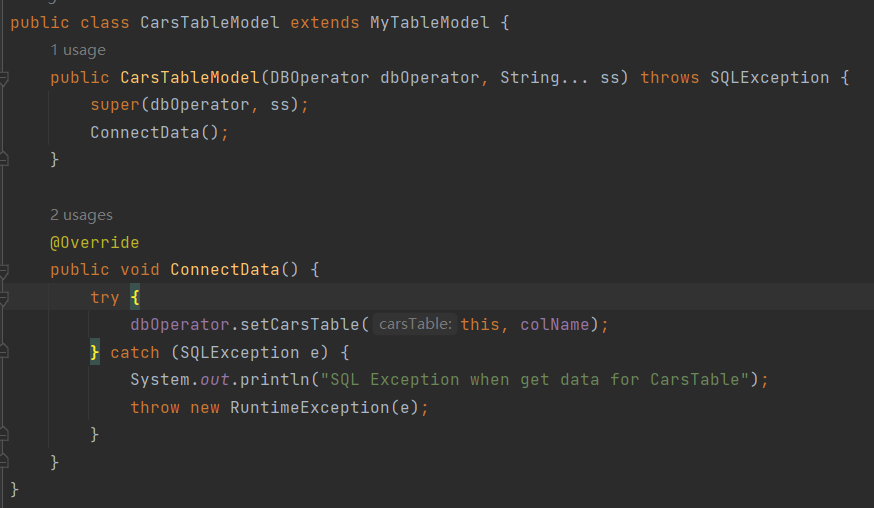 public class CarsTableModel extends MyTableModel {
1 usage
public CarsTableModel(DBOperator dbOperator, String... ss) throws SQLException {
super(dbOperator, ss);
ConnectData();
}
2 usages
@Override
public void ConnectData() {
try {
dbOperator.setCarsTable( carsTable: this, colName);
} catch (SQLException e) {
System.out.println("SQL Exception when get data for CarsTable");
throw new RuntimeException(e);
}
}
}